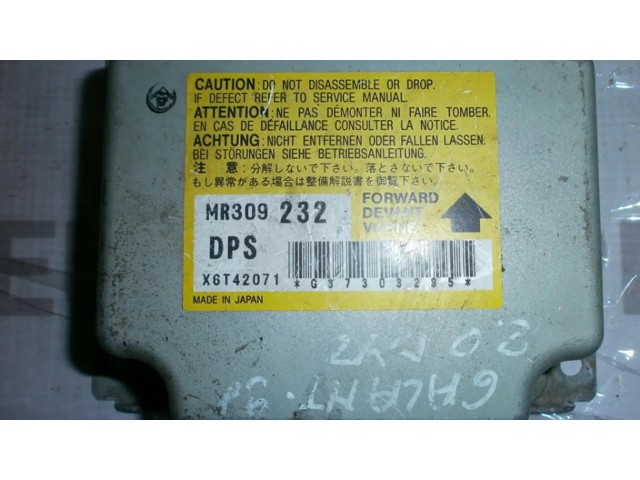 CAUTION: DO NOT DISASSEMBLE OR DROP.
IF DEFECT REFER TO SERVICE MANUAL.
ATTENTION: NE PAS DÉMONTER NI FAIRE TOMBER.
EN CAS DE DÉFAILLANCE CONSULTER LA NOTICE.
ACHTUNG: NICHT ENTFERNEN ODER FALLEN LASSEN.
BEI STÖRUNGEN SIEHE BETRIEBSANLEITUNG.
注 意:分解しないで下さい。落とさないで下さい。
もし異常がある場合は整備解説書を御覧下さい。
MR309 232
FORWARD
DEVANT
VORNE
DPS
X6T42071
*G37303285*
MADE IN JAPAN
2.0
GALANT